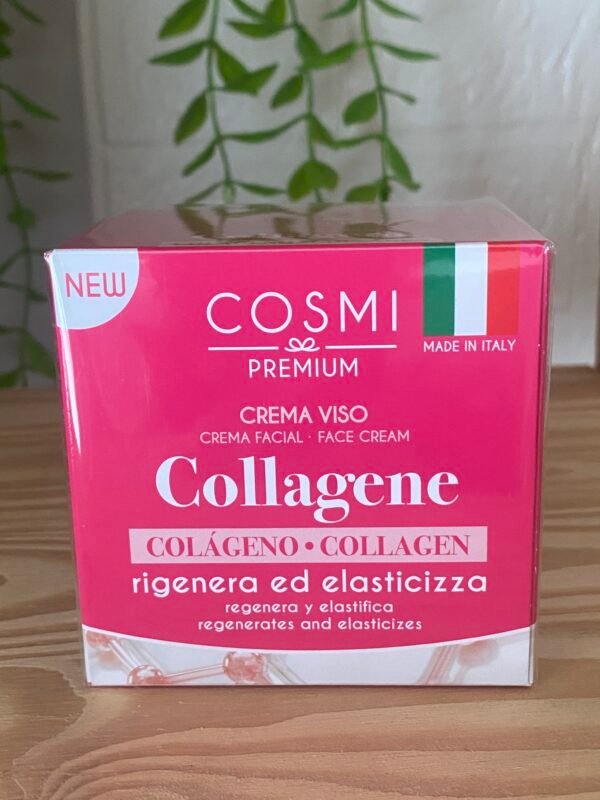 NEW
COSMI
PREMIUM
MADE IN ITALY
CREMA VISO
CREMA FACIAL · FACE CREAM
Collagene
COLÁGENO • COLLAGEN
rigenera ed elasticizza
regenera y elastifica
regenerates and elasticizes